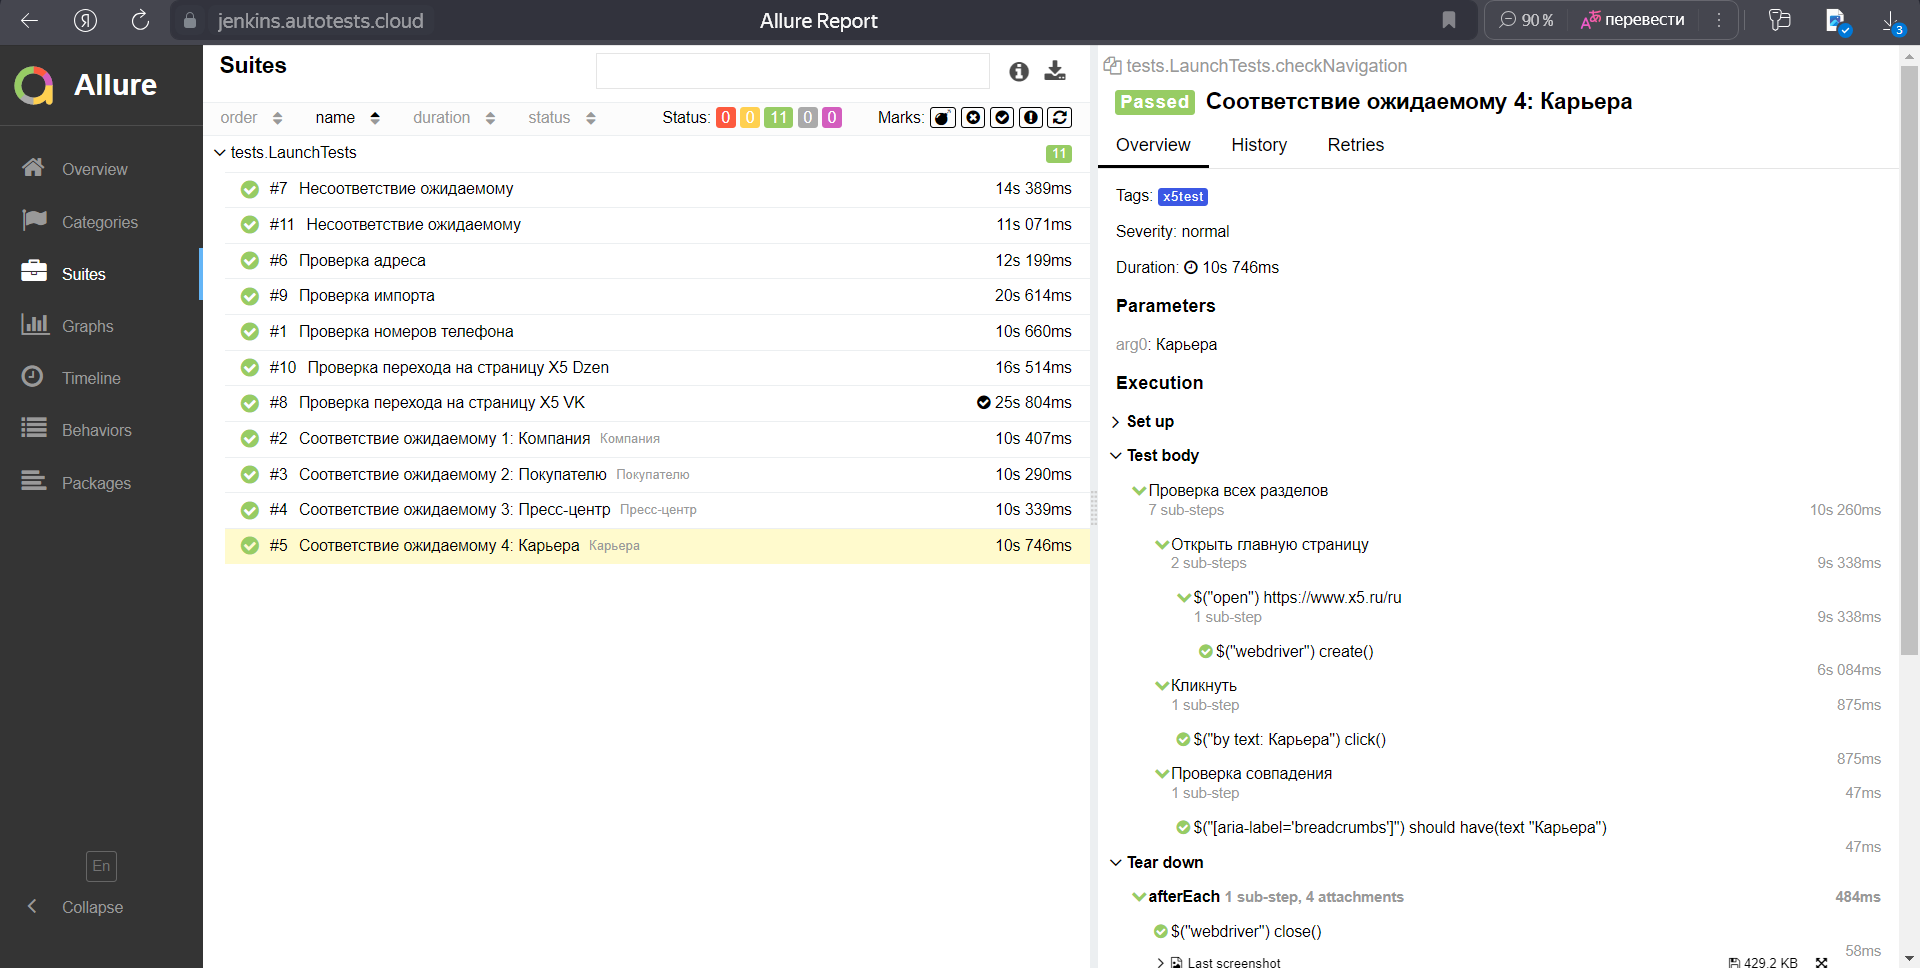 jenkins.autotests.cloud
Allure Report
90 %
перевести
3
Allure
Overview
Categories
Suites
Graphs
Timeline
Behaviors
Packages
En
Collapse
Suites
order name duration status Status: 0 0 11 0 0 Marks:
tests.LaunchTests 11
#7 Несоответствие ожидаемому 14s 389ms
#11 Несоответствие ожидаемому 11s 071ms
#6 Проверка адреса 12s 199ms
#9 Проверка импорта 20s 614ms
#1 Проверка номеров телефона 10s 660ms
#10 Проверка перехода на страницу X5 Dzen 16s 514ms
#8 Проверка перехода на страницу X5 VK 25s 804ms
#2 Соответствие ожидаемому 1: Компания Компания 10s 407ms
#3 Соответствие ожидаемому 2: Покупателю Покупателю 10s 290ms
#4 Соответствие ожидаемому 3: Пресс-центр Пресс-центр 10s 339ms
#5 Соответствие ожидаемому 4: Карьера Карьера 10s 746ms
tests.LaunchTests.checkNavigation
Passed Соответствие ожидаемому 4: Карьера
Overview History Retries
Tags: x5test
Severity: normal
Duration: 10s 746ms
Parameters
arg0: Карьера
Execution
Set up
Test body
Проверка всех разделов
7 sub-steps 10s 260ms
Открыть главную страницу
2 sub-steps 9s 338ms
$("open") https://www.x5.ru/ru
1 sub-step 9s 338ms
$("webdriver") create()
6s 084ms
Кликнуть
1 sub-step 875ms
$("by text: Карьера") click()
875ms
Проверка совпадения
1 sub-step 47ms
$("[aria-label='breadcrumbs']") should have(text "Карьера")
47ms
Tear down
afterEach 1 sub-step, 4 attachments 484ms
$("webdriver") close()
58ms
Last screenshot 429.2 KB